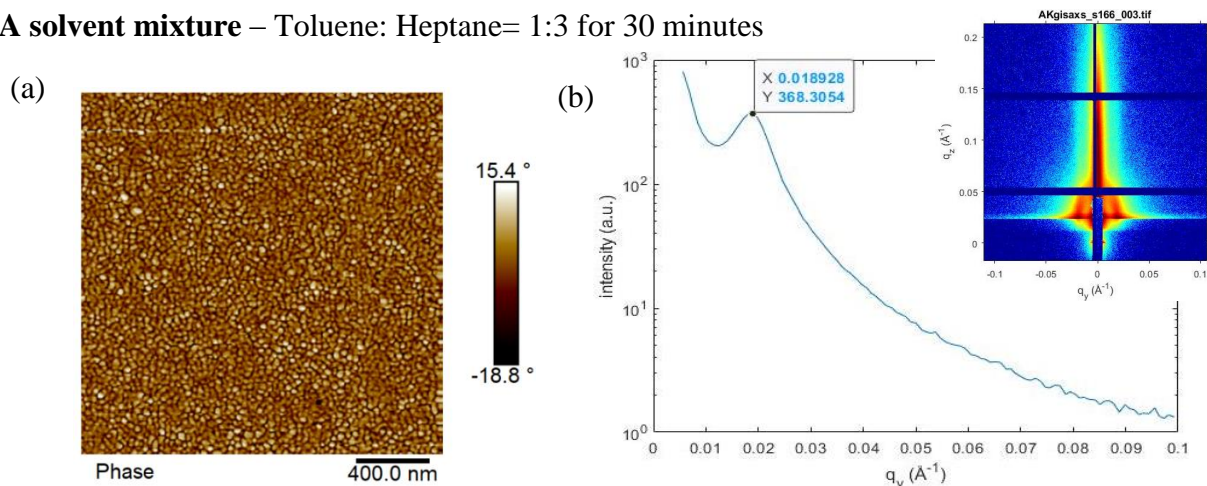 A solvent mixture – Toluene: Heptane= 1:3 for 30 minutes
(a)
15.4 °
-18.8 °
Phase
400.0 nm
(b)
X 0.018928
Y 368.3054
10³
10²
10¹
10⁰
intensity (a.u.)
0 0.01 0.02 0.03 0.04 0.05 0.06 0.07 0.08 0.09 0.1
q_y (Å⁻¹)
AKgisaxs_s166_003.tif
0.2
0.15
0.1
0.05
0
q_z (Å⁻¹)
-0.1 -0.05 0 0.05 0.1
q_y (Å⁻¹)